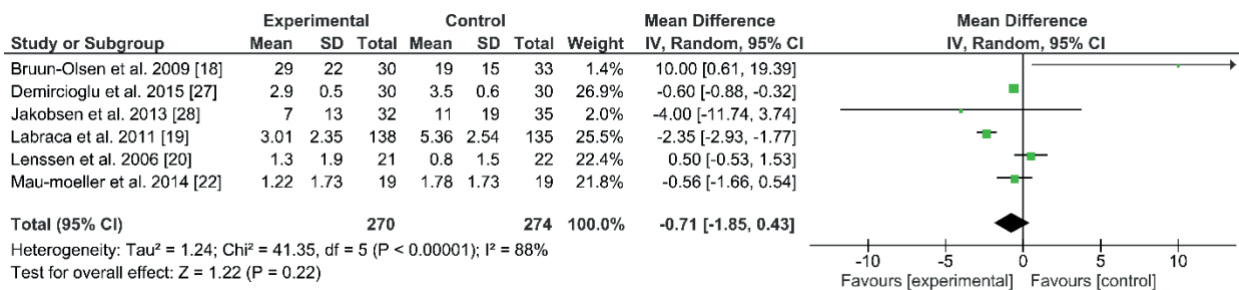 Experimental Control Mean Difference Mean Difference
Study or Subgroup Mean SD Total Mean SD Total Weight IV, Random, 95% CI IV, Random, 95% CI
Bruun-Olsen et al. 2009 [18] 29 22 30 19 15 33 1.4% 10.00 [0.61, 19.39]
Demircioglu et al. 2015 [27] 2.9 0.5 30 3.5 0.6 30 26.9% -0.60 [-0.88, -0.32]
Jakobsen et al. 2013 [28] 7 13 32 11 19 35 2.0% -4.00 [-11.74, 3.74]
Labraca et al. 2011 [19] 3.01 2.35 138 5.36 2.54 135 25.5% -2.35 [-2.93, -1.77]
Lenssen et al. 2006 [20] 1.3 1.9 21 0.8 1.5 22 22.4% 0.50 [-0.53, 1.53]
Mau-moeller et al. 2014 [22] 1.22 1.73 19 1.78 1.73 19 21.8% -0.56 [-1.66, 0.54]
Total (95% CI) 270 274 100.0% -0.71 [-1.85, 0.43]
Heterogeneity: Tau² = 1.24; Chi² = 41.35, df = 5 (P < 0.00001); I² = 88%
Test for overall effect: Z = 1.22 (P = 0.22)
-10 -5 0 5 10
Favours [experimental] Favours [control]